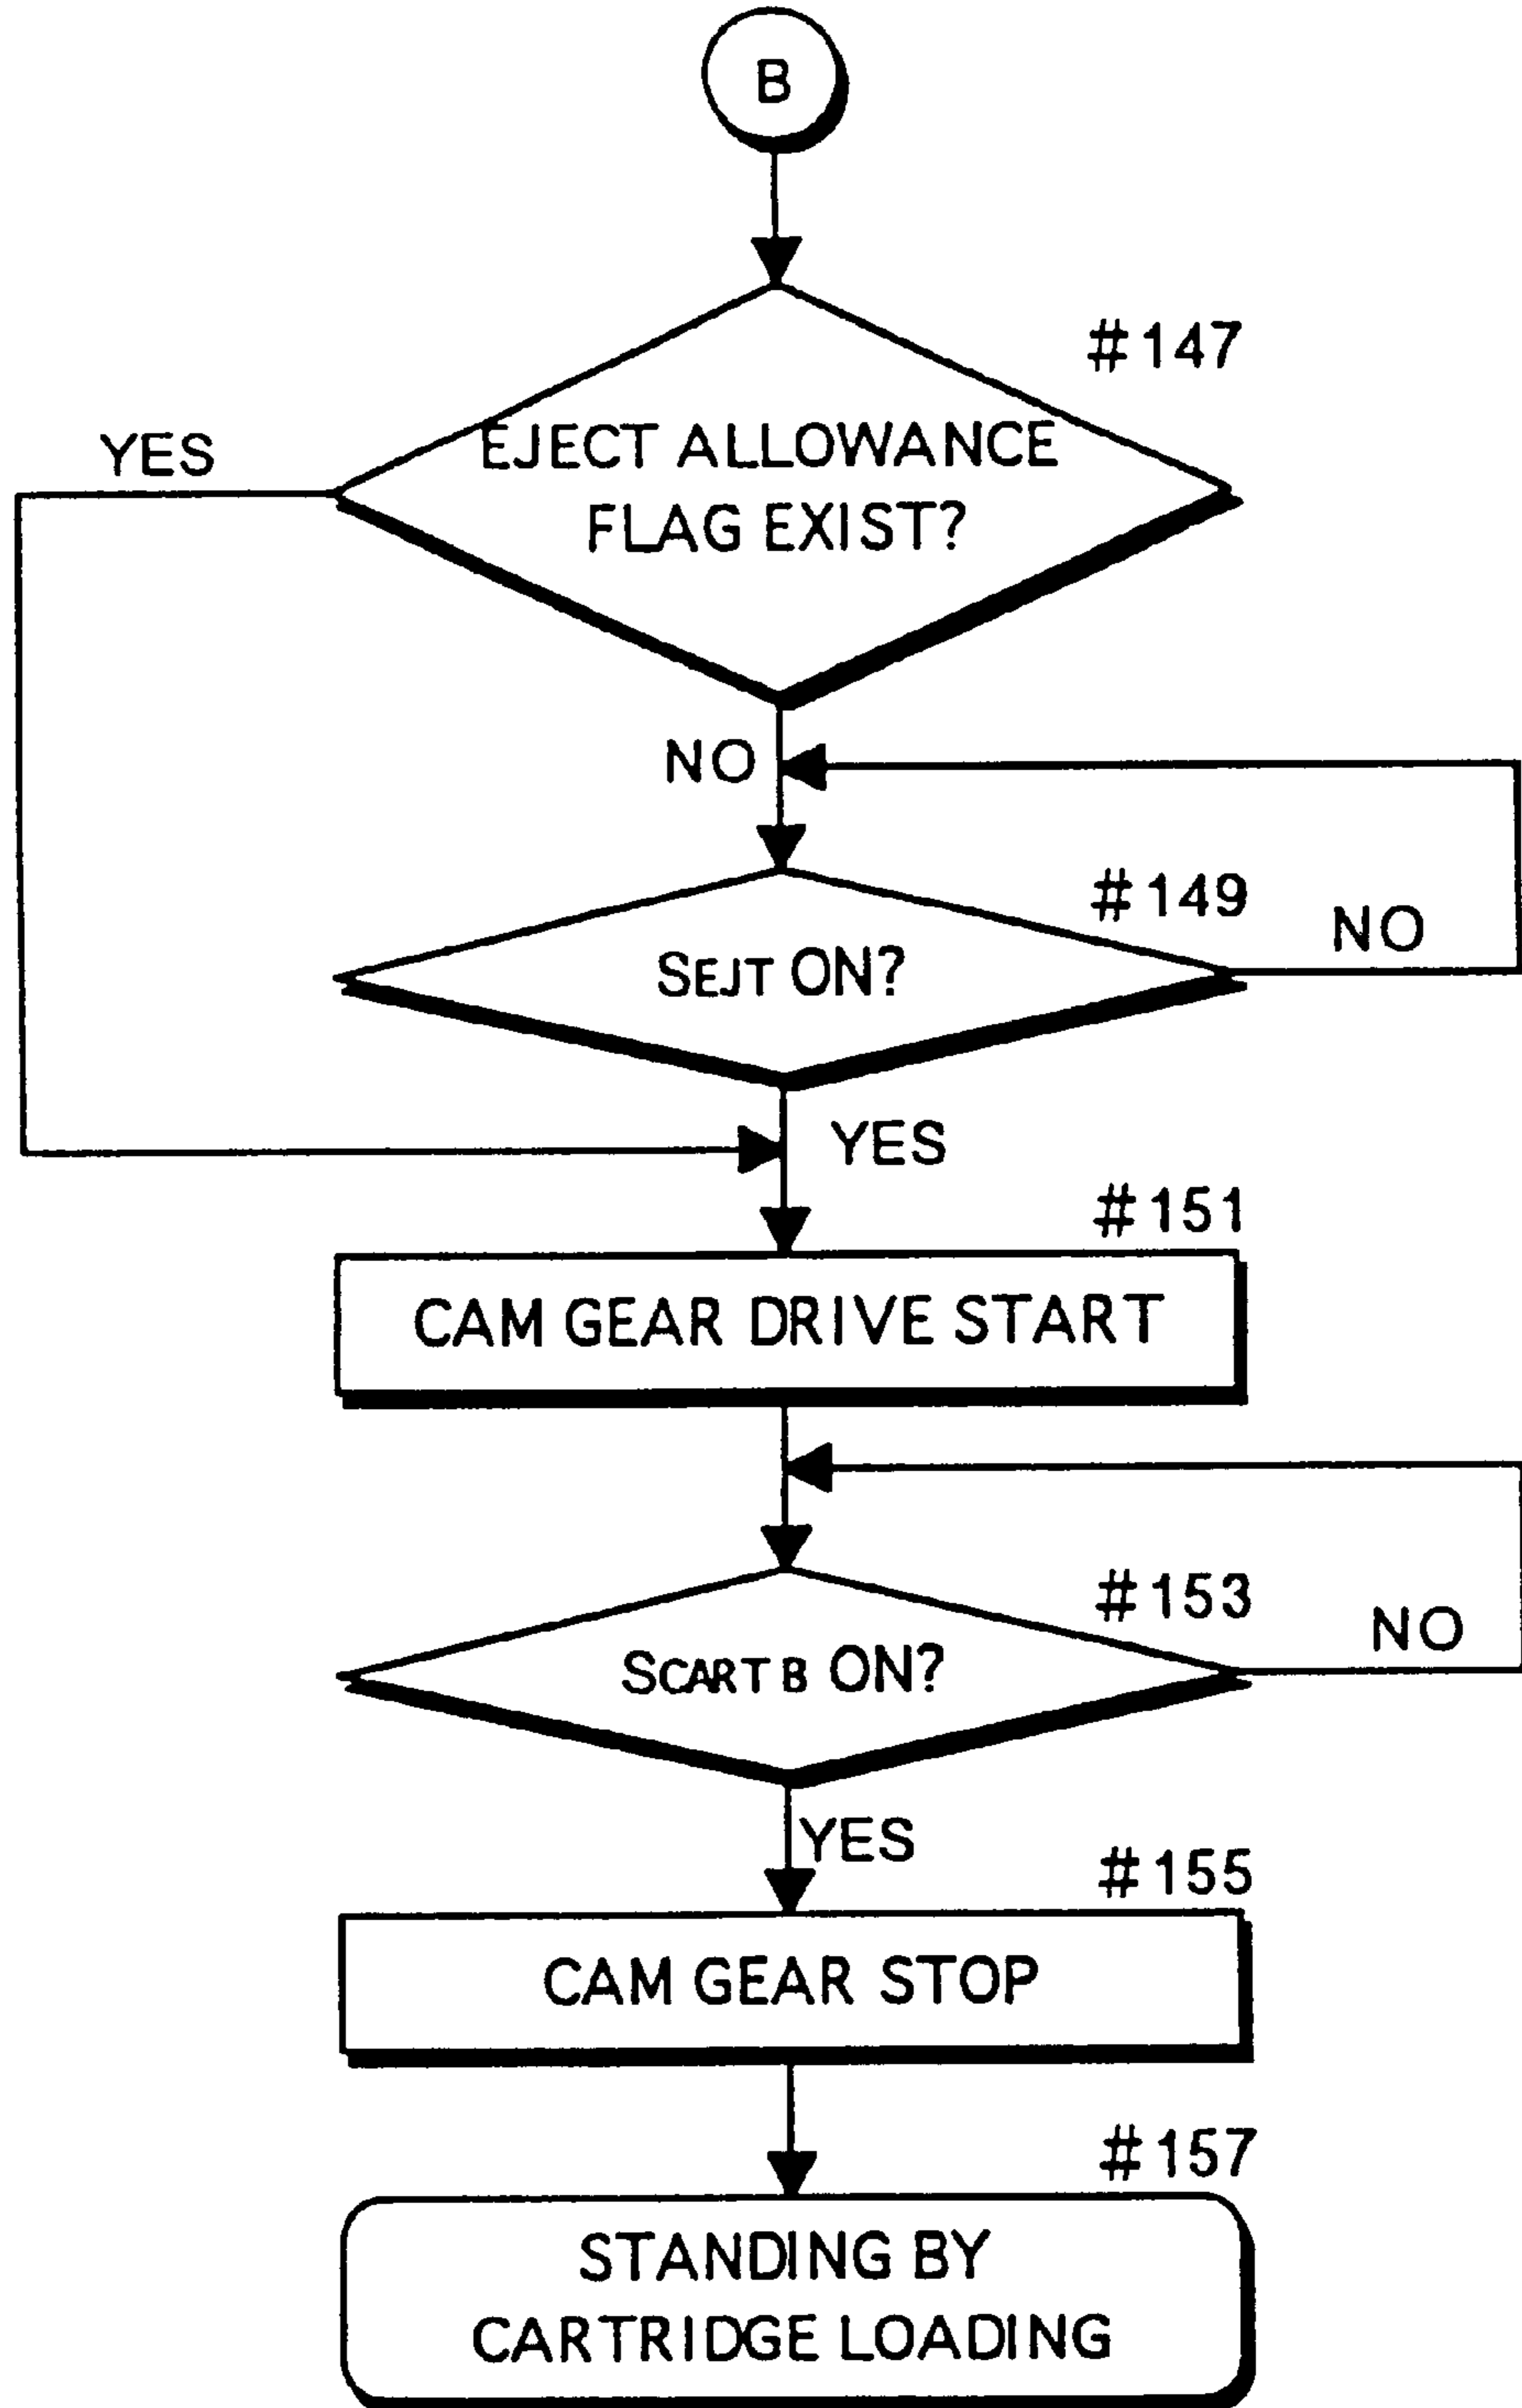 B
#147
YES
EJECT ALLOWANCE
FLAG EXIST?
NO
#149
NO
SEJT ON?
YES
#151
CAM GEAR DRIVE START
#153
NO
SCART B ON?
YES
#155
CAM GEAR STOP
#157
STANDING BY
CARTRIDGE LOADING